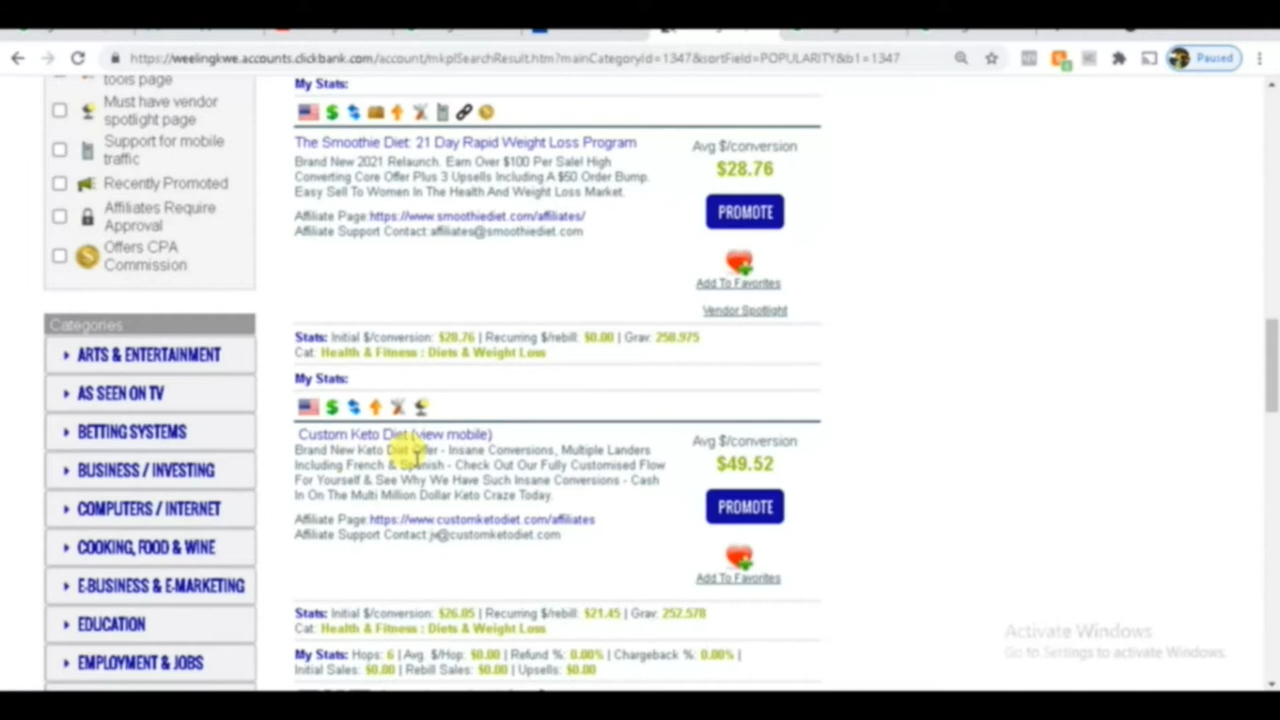 https://weelingkwe.accounts.clickbank.com/account/mkplSearchResult.htm?mainCategoryId=1347&sortField=POPULARITY&b1=1347
Paused
tools page
Must have vendor
spotlight page
Support for mobile
traffic
Recently Promoted
Affiliates Require
Approval
Offers CPA
Commission
Categories
ARTS & ENTERTAINMENT
AS SEEN ON TV
BETTING SYSTEMS
BUSINESS / INVESTING
COMPUTERS / INTERNET
COOKING, FOOD & WINE
E-BUSINESS & E-MARKETING
EDUCATION
EMPLOYMENT & JOBS
My Stats:
The Smoothie Diet: 21 Day Rapid Weight Loss Program
Brand New 2021 Relaunch. Earn Over $100 Per Sale! High
Converting Core Offer Plus 3 Upsells Including A $50 Order Bump.
Easy Sell To Women In The Health And Weight Loss Market.
Affiliate Page:https://www.smoothiediet.com/affiliates/
Affiliate Support Contact:affiliates@smoothiediet.com
Avg $/conversion
$28.76
PROMOTE
Add To Favorites
Vendor Spotlight
Stats: Initial $/conversion: $28.76 | Recurring $/rebill: $0.00 | Grav: 258.975
Cat: Health & Fitness : Diets & Weight Loss
My Stats:
Custom Keto Diet (view mobile)
Brand New Keto Diet Offer - Insane Conversions, Multiple Landers
Including French & Spanish - Check Out Our Fully Customised Flow
For Yourself & See Why We Have Such Insane Conversions - Cash
In On The Multi Million Dollar Keto Craze Today.
Affiliate Page:https://www.customketodiet.com/affiliates
Affiliate Support Contact:jv@customketodiet.com
Avg $/conversion
$49.52
PROMOTE
Add To Favorites
Stats: Initial $/conversion: $26.85 | Recurring $/rebill: $21.45 | Grav: 252.578
Cat: Health & Fitness : Diets & Weight Loss
My Stats: Hops: 6 | Avg. $/Hop: $0.00 | Refund %: 0.00% | Chargeback %: 0.00% |
Initial Sales: $0.00 | Rebill Sales: $0.00 | Upsells: $0.00
Activate Windows
Go to Settings to activate Windows.